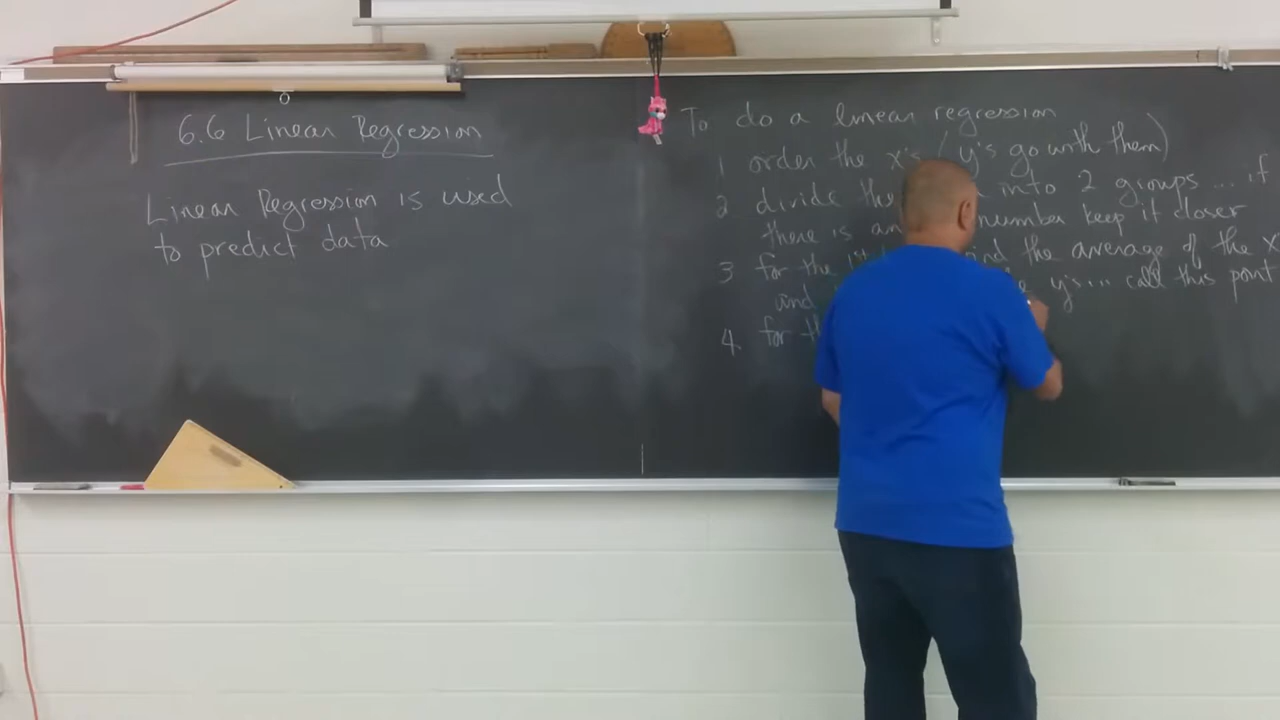 6.6 Linear Regression
Linear Regression is used
to predict data
To do a linear regression
1 order the x's (y's go with them)
2 divide the into 2 groups ... if
there is an number keep it closer
3 for the 1st the average of the x
and y's ... call this point
4. for th